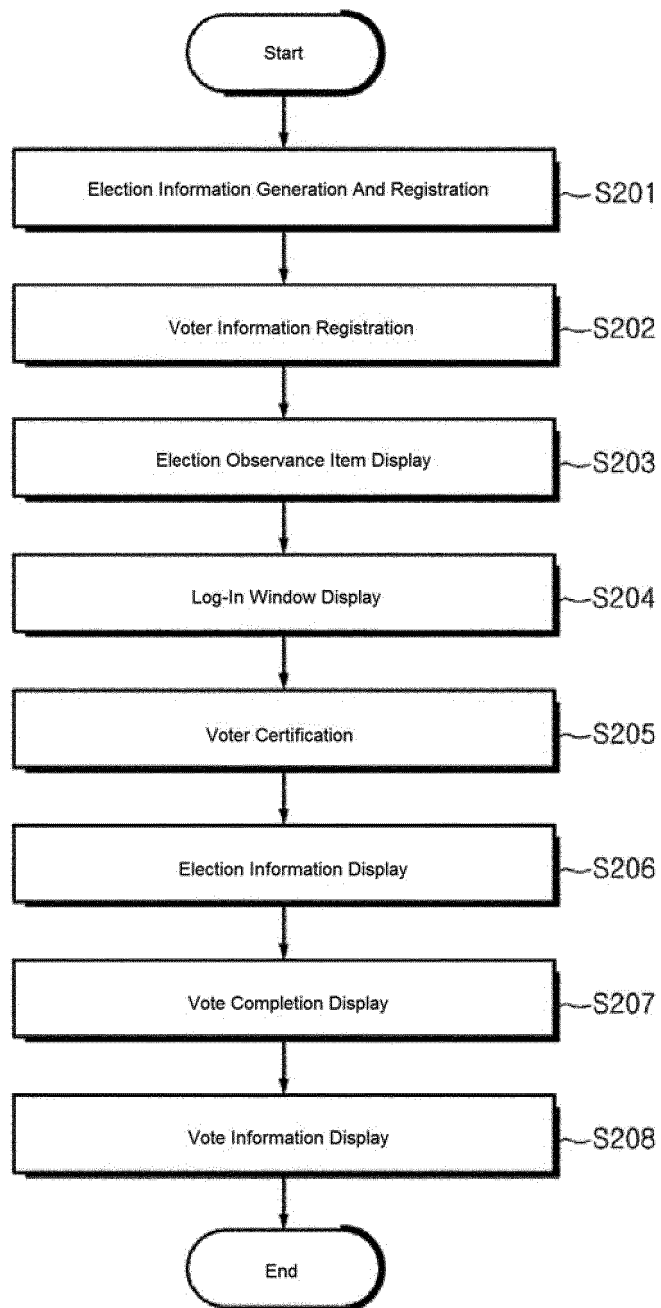 Start
Election Information Generation And Registration
S201
Voter Information Registration
S202
Election Observance Item Display
S203
Log-In Window Display
S204
Voter Certification
S205
Election Information Display
S206
Vote Completion Display
S207
Vote Information Display
S208
End